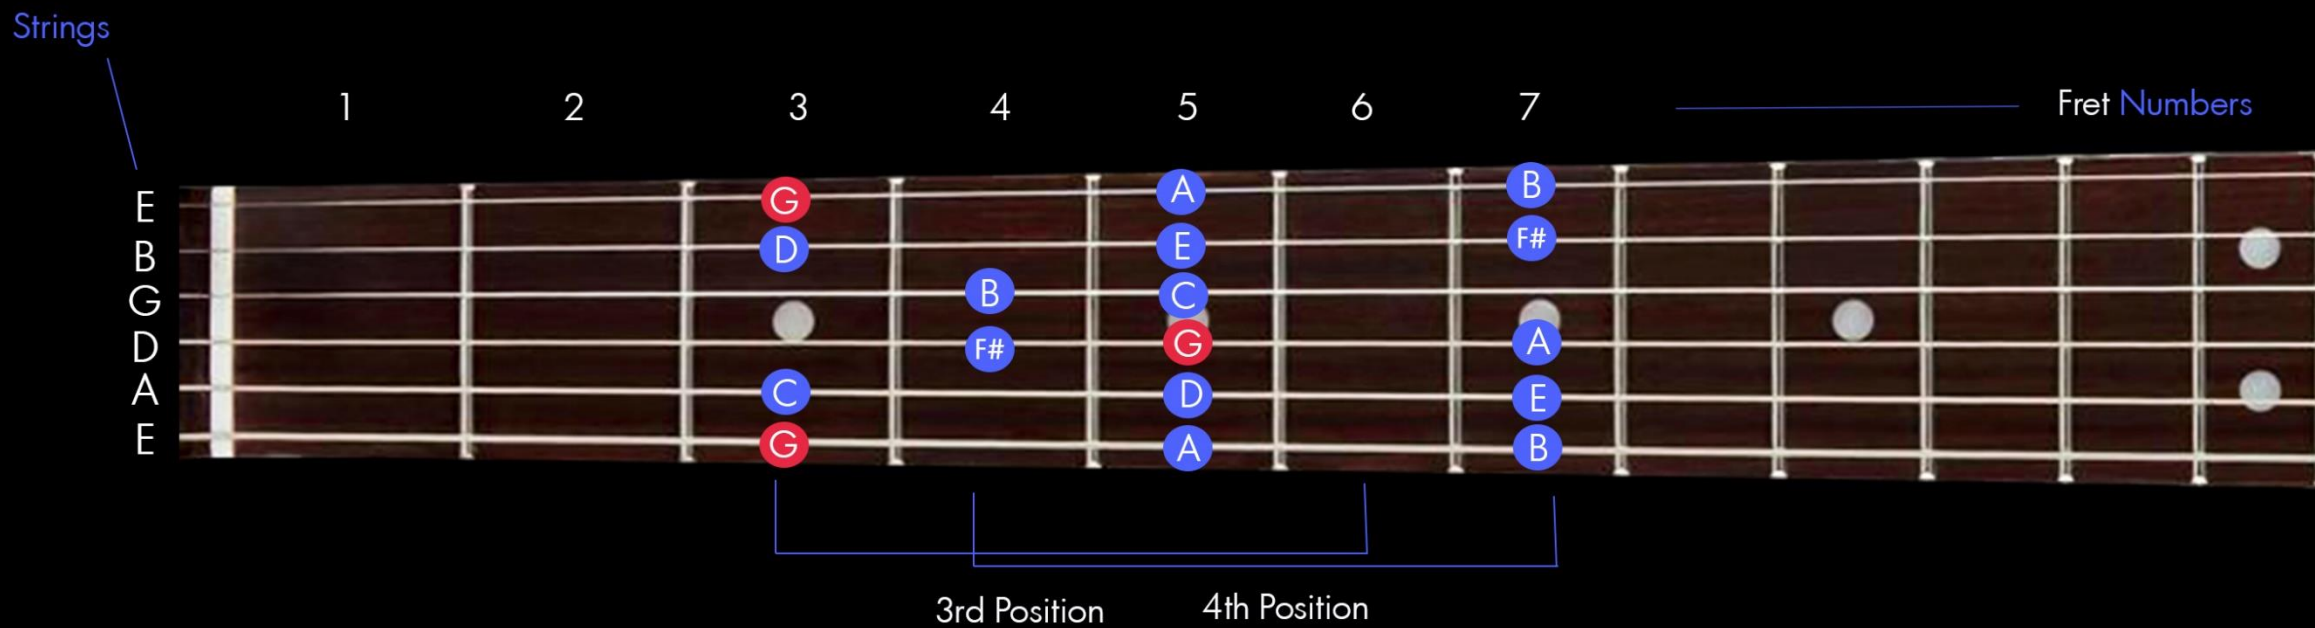 Strings
1 2 3 4 5 6 7 Fret Numbers
E G A B
B D E F#
G B C
D F# G A
A C D E
E G A B
3rd Position 4th Position